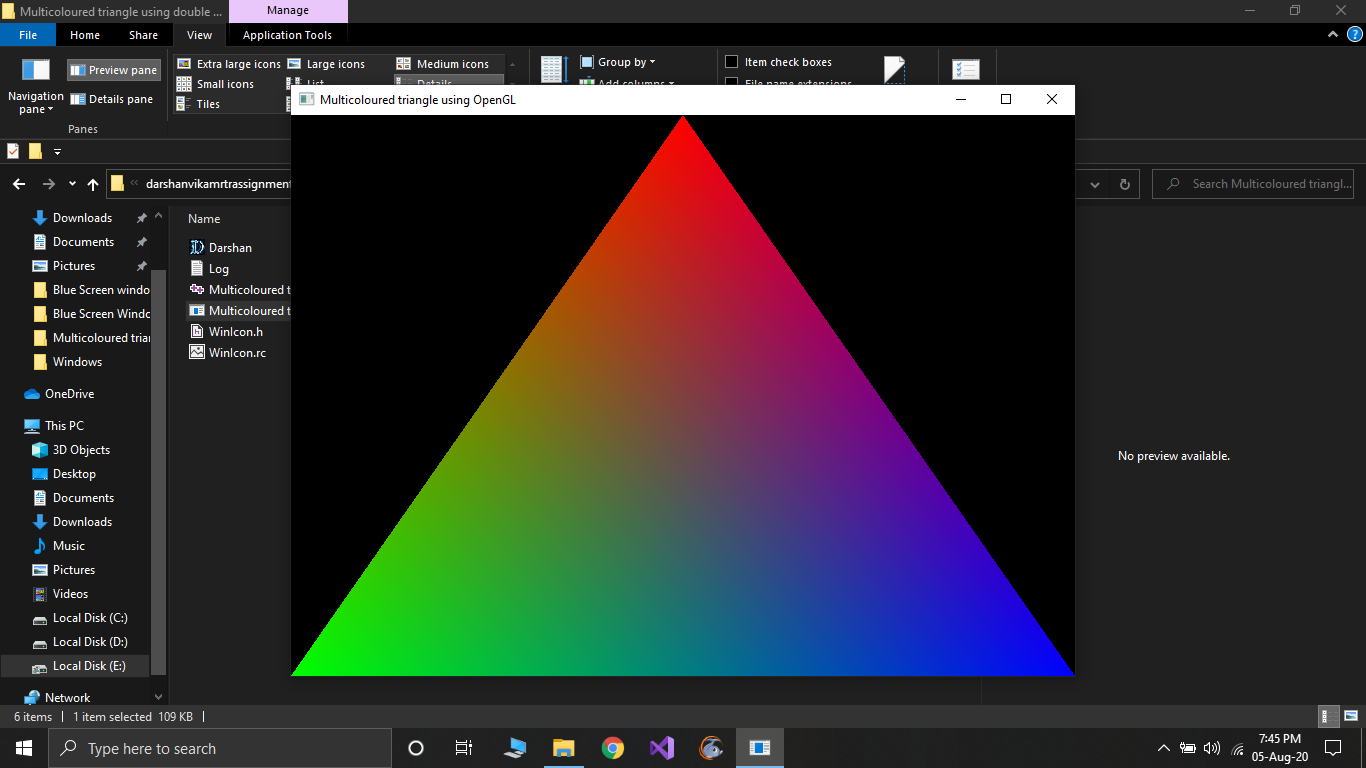 Multicoloured triangle using double ...
Manage
File
Home
Share
View
Application Tools
Navigation pane
Preview pane
Details pane
Panes
Extra large icons
Large icons
Medium icons
Small icons
List
Details
Tiles
Group by
Add columns
Item check boxes
File name extensions
Multicoloured triangle using OpenGL
«
darshanvikamrtrassignment
Search Multicoloured triangl...
Downloads
Documents
Pictures
Blue Screen windo
Blue Screen Windo
Multicoloured triar
Windows
OneDrive
This PC
3D Objects
Desktop
Documents
Downloads
Music
Pictures
Videos
Local Disk (C:)
Local Disk (D:)
Local Disk (E:)
Network
Name
Darshan
Log
Multicoloured t
Multicoloured t
WinIcon.h
WinIcon.rc
No preview available.
6 items
1 item selected 109 KB
Type here to search
7:45 PM
05-Aug-20